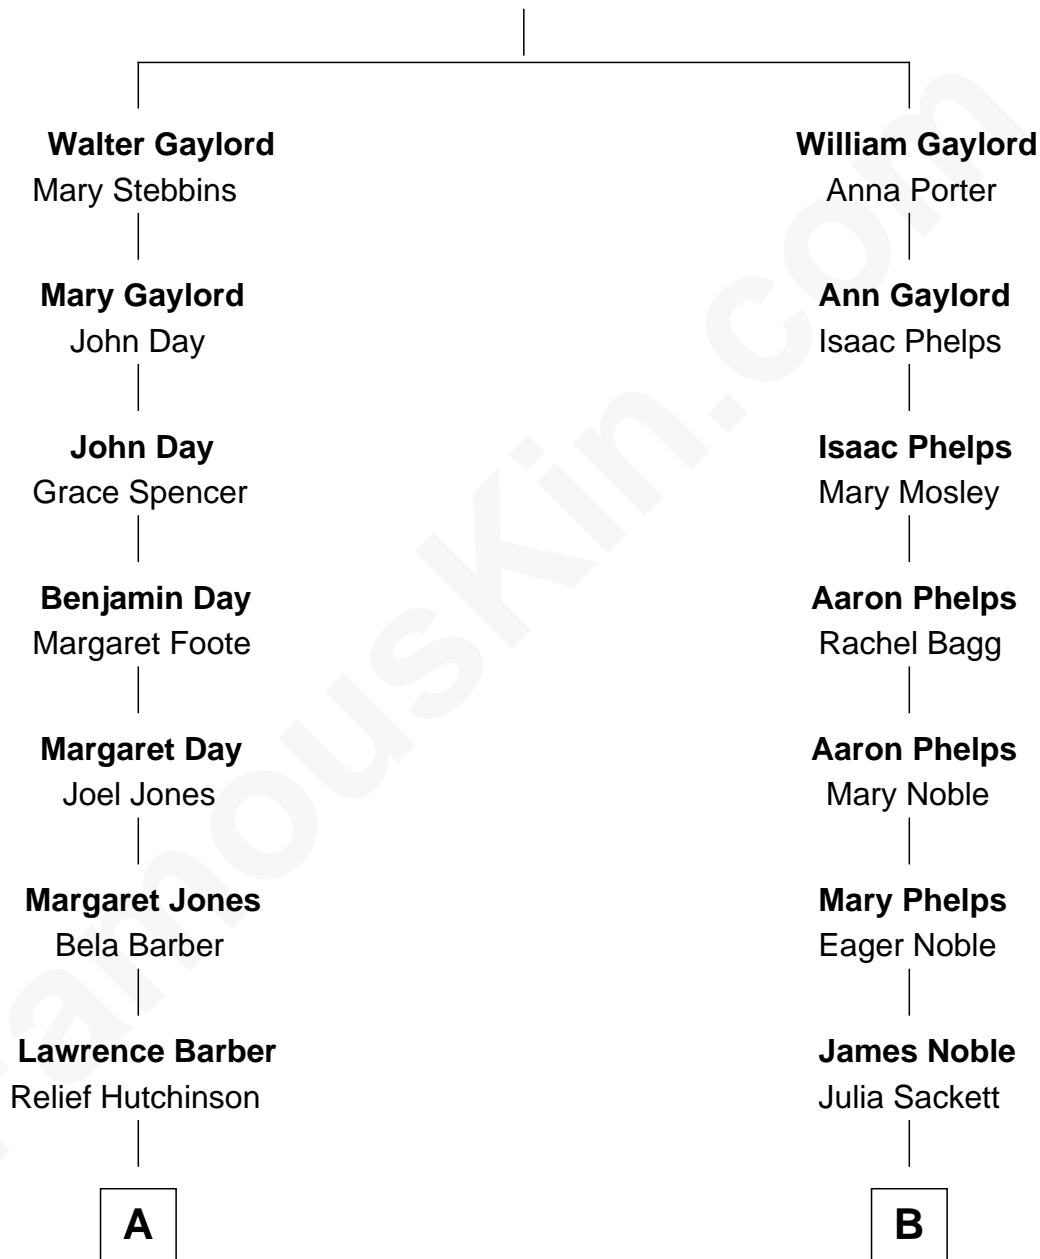 Walter Gaylord
Mary Stebbins
Mary Gaylord
John Day
John Day
Grace Spencer
Benjamin Day
Margaret Foote
Margaret Day
Joel Jones
Margaret Jones
Bela Barber
Lawrence Barber
Relief Hutchinson
A
William Gaylord
Anna Porter
Ann Gaylord
Isaac Phelps
Isaac Phelps
Mary Mosley
Aaron Phelps
Rachel Bagg
Aaron Phelps
Mary Noble
Mary Phelps
Eager Noble
James Noble
Julia Sackett
B
FamousKin.com